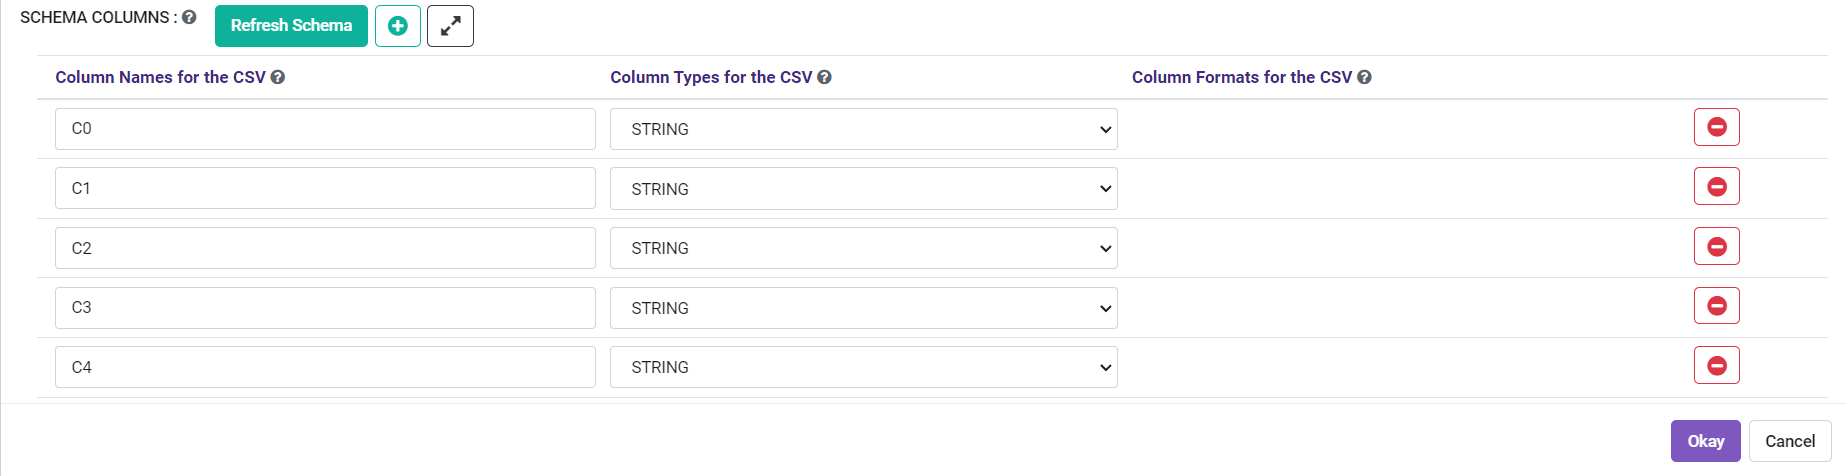 SCHEMA COLUMNS : Refresh Schema
Column Names for the CSV Column Types for the CSV Column Formats for the CSV
C0 STRING
C1 STRING
C2 STRING
C3 STRING
C4 STRING
Okay Cancel